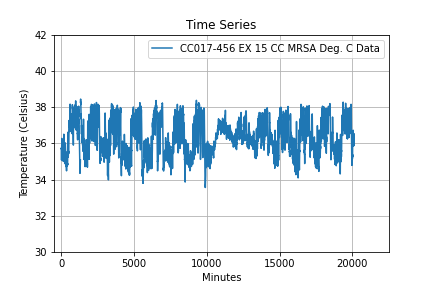 Time Series
CC017-456 EX 15 CC MRSA Deg. C Data
42
40
38
36
34
32
30
Temperature (Celsius)
0 5000 10000 15000 20000
Minutes